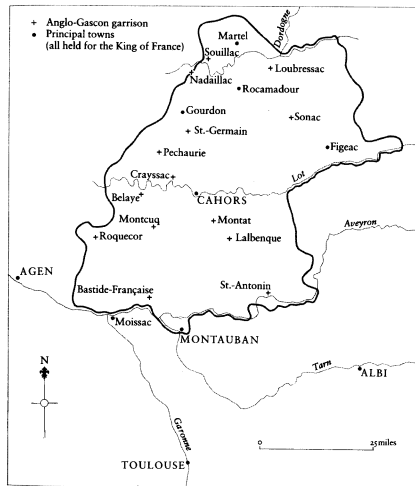 + Anglo-Gascon garrison
• Principal towns
(all held for the King of France)
Dordogne
Martel
Souillac
Loubressac
Nadaillac
Rocamadour
Gourdon
Sonac
St.-Germain
Figeac
Pechaurie
Crayssac
Lot
Belaye
CAHORS
Montcuq
Montat
Aveyron
Roquecor
Lalbenque
AGEN
St.-Antonin
Bastide-Française
Moissac
MONTAUBAN
N
Tarn
ALBI
Garonne
0 25 miles
TOULOUSE